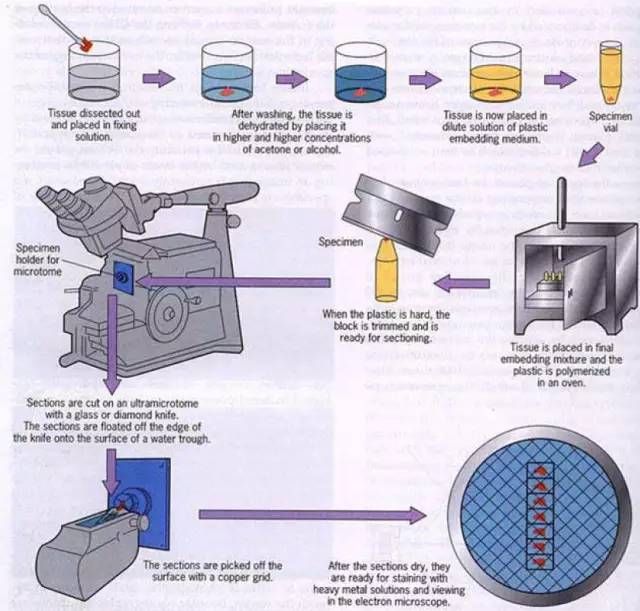 Tissue dissected out
and placed in fixing
solution.
After washing, the tissue is
dehydrated by placing it
in higher and higher concentrations
of acetone or alcohol.
Tissue is now placed in
dilute solution of plastic
embedding medium.
Specimen
vial
Specimen
holder for
microtome
Specimen
When the plastic is hard, the
block is trimmed and is
ready for sectioning.
Tissue is placed in final
embedding mixture and the
plastic is polymerized
in an oven.
Sections are cut on an ultramicrotome
with a glass or diamond knife.
The sections are floated off the edge of
the knife onto the surface of a water trough.
The sections are picked off the
surface with a copper grid.
After the sections dry, they
are ready for staining with
heavy metal solutions and viewing
in the electron microscope.